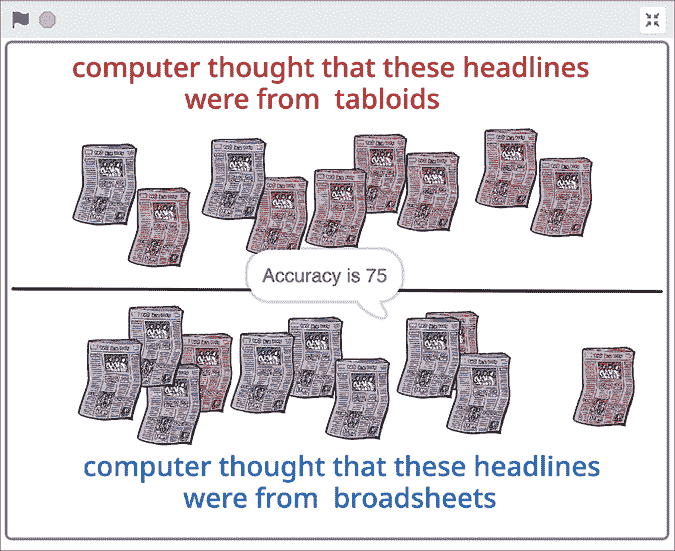 computer thought that these headlines
were from tabloids
Accuracy is 75
computer thought that these headlines
were from broadsheets